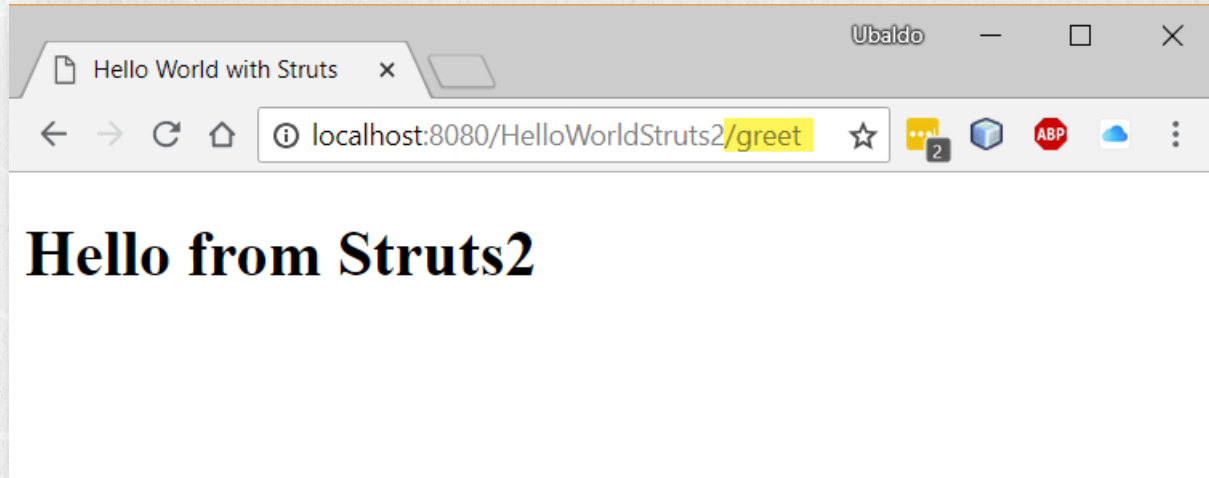 Ubaldo
Hello World with Struts
localhost:8080/HelloWorldStruts2/greet
2
ABP
Hello from Struts2